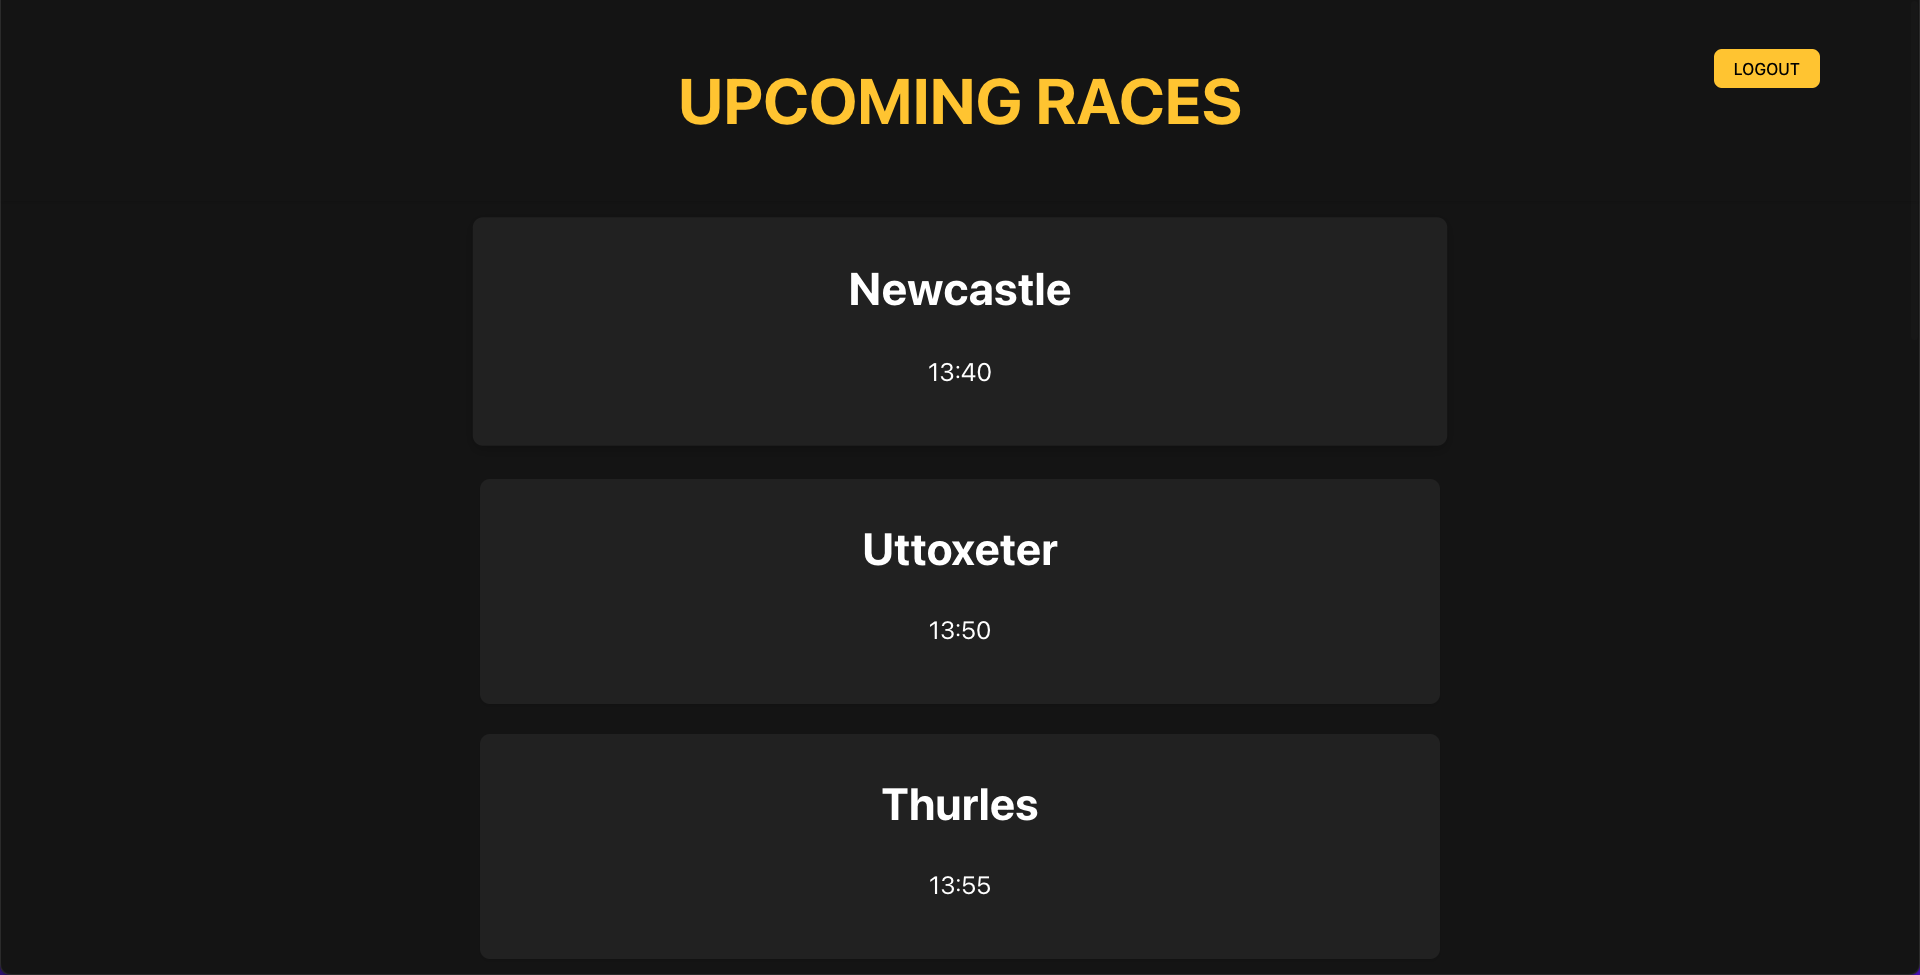 UPCOMING RACES
LOGOUT
Newcastle
13:40
Uttoxeter
13:50
Thurles
13:55